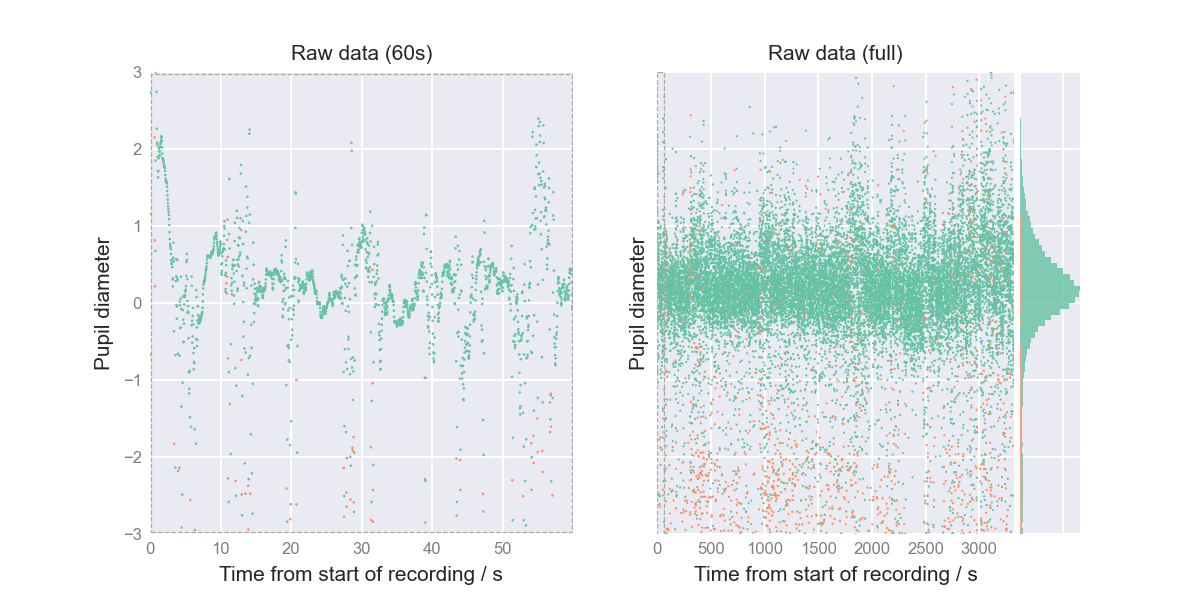 Raw data (60s)
Raw data (full)
Pupil diameter
3
2
1
0
−1
−2
−3
0 10 20 30 40 50
Time from start of recording / s
Pupil diameter
0 500 1000 1500 2000 2500 3000
Time from start of recording / s